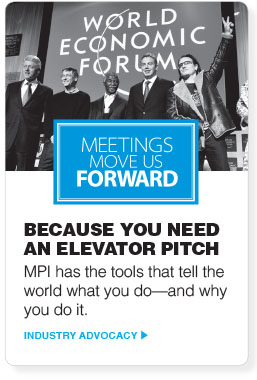 WORLD
ECONOMIC
FORUM
MEETINGS
MOVE US
FORWARD
BECAUSE YOU NEED
AN ELEVATOR PITCH
MPI has the tools that tell the
world what you do—and why
you do it.
INDUSTRY ADVOCACY